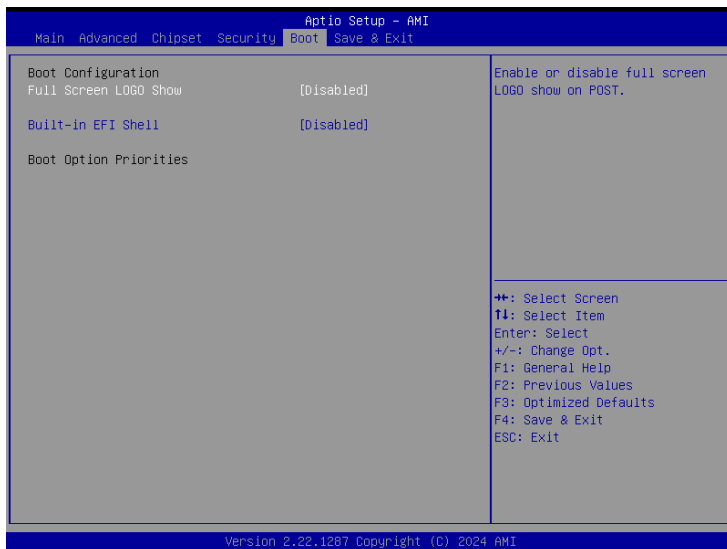 Aptio Setup - AMI
Main Advanced Chipset Security Boot Save & Exit
Boot Configuration
Full Screen LOGO Show [Disabled]
Built-in EFI Shell [Disabled]
Boot Option Priorities
Enable or disable full screen
LOGO show on POST.
→←: Select Screen
↑↓: Select Item
Enter: Select
+/-: Change Opt.
F1: General Help
F2: Previous Values
F3: Optimized Defaults
F4: Save & Exit
ESC: Exit
Version 2.22.1287 Copyright (C) 2024 AMI